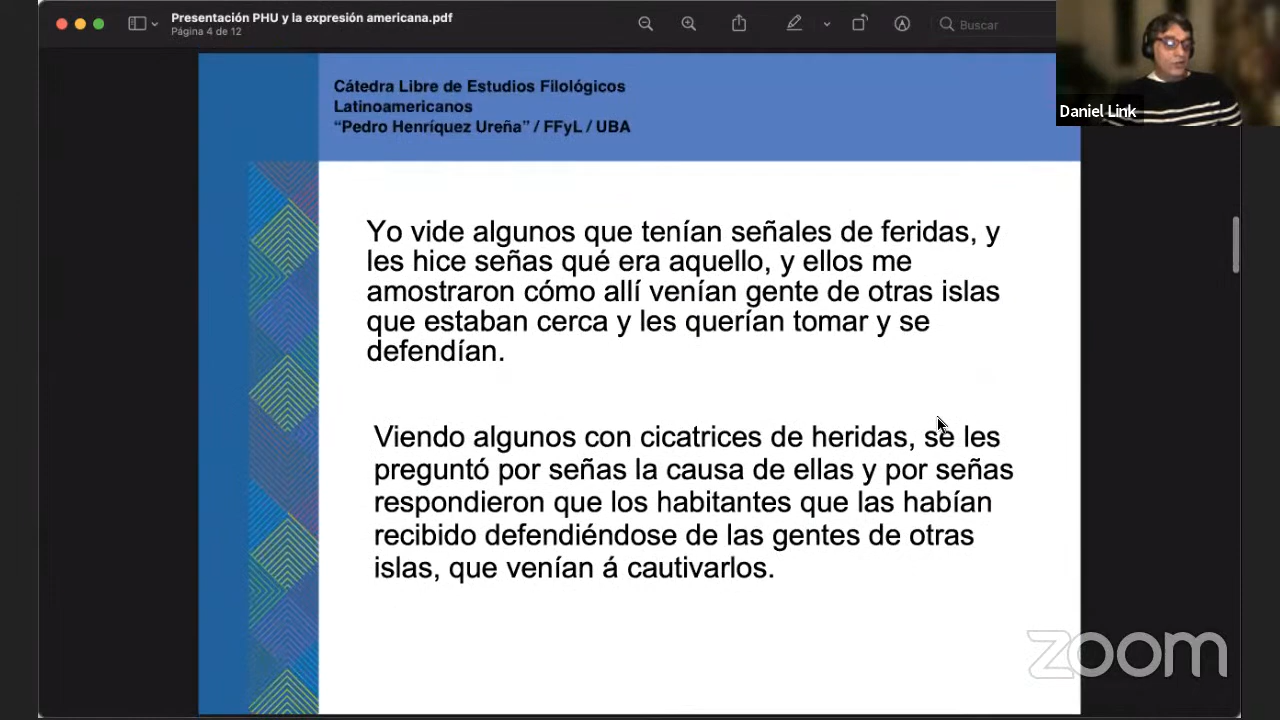 Presentación PHU y la expresión americana.pdf
Página 4 de 12
Buscar
Daniel Link
Cátedra Libre de Estudios Filológicos
Latinoamericanos
“Pedro Henríquez Ureña” / FFyL / UBA
Yo vide algunos que tenían señales de feridas, y
les hice señas qué era aquello, y ellos me
amostraron cómo allí venían gente de otras islas
que estaban cerca y les querían tomar y se
defendían.
Viendo algunos con cicatrices de heridas, se les
preguntó por señas la causa de ellas y por señas
respondieron que los habitantes que las habían
recibido defendiéndose de las gentes de otras
islas, que venían á cautivarlos.
zoom